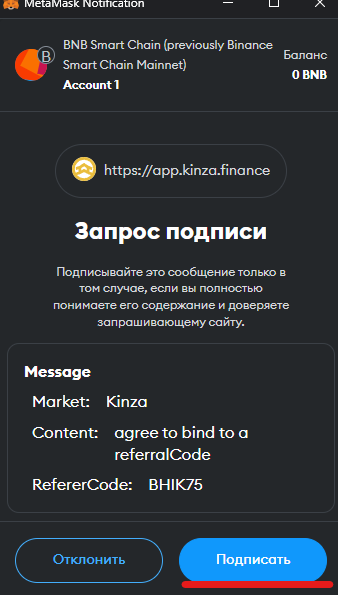 MetaMask Notification
BNB Smart Chain (previously Binance
Smart Chain Mainnet)
Account 1
Баланс
0 BNB
B
https://app.kinza.finance
Запрос подписи
Подписывайте это сообщение только в
том случае, если вы полностью
понимаете его содержание и доверяете
запрашивающему сайту.
Message
Market: Kinza
Content: agree to bind to a
referralCode
RefererCode: BHIK75
Отклонить
Подписать